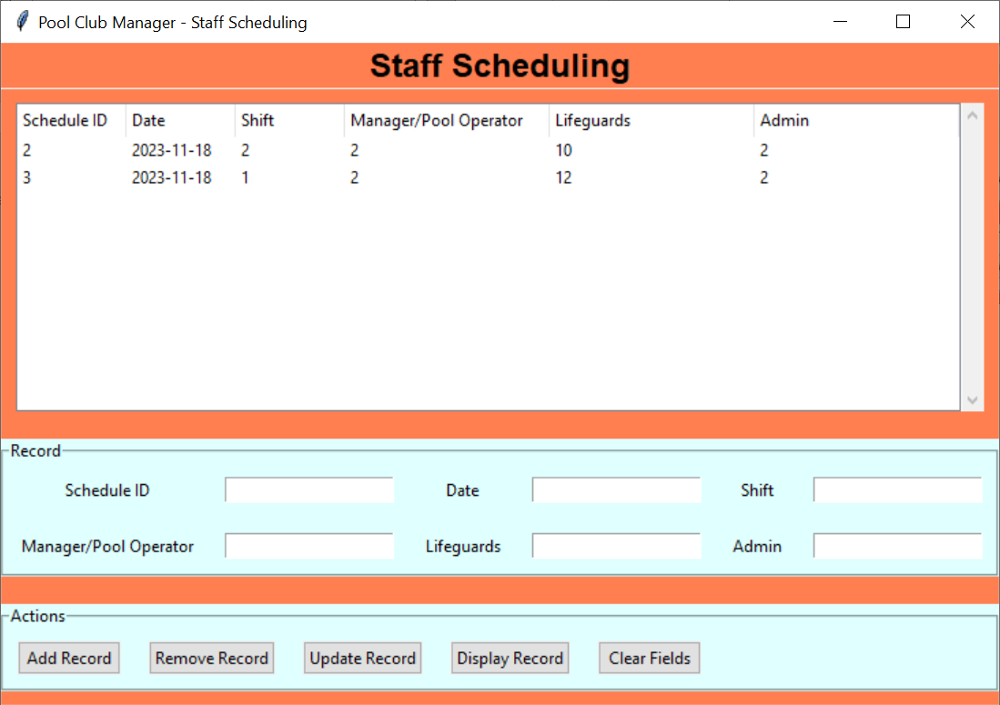 Pool Club Manager - Staff Scheduling
Staff Scheduling
Schedule ID Date Shift Manager/Pool Operator Lifeguards Admin
2 2023-11-18 2 2 10 2
3 2023-11-18 1 2 12 2
Record
Schedule ID Date Shift
Manager/Pool Operator Lifeguards Admin
Actions
Add Record Remove Record Update Record Display Record Clear Fields